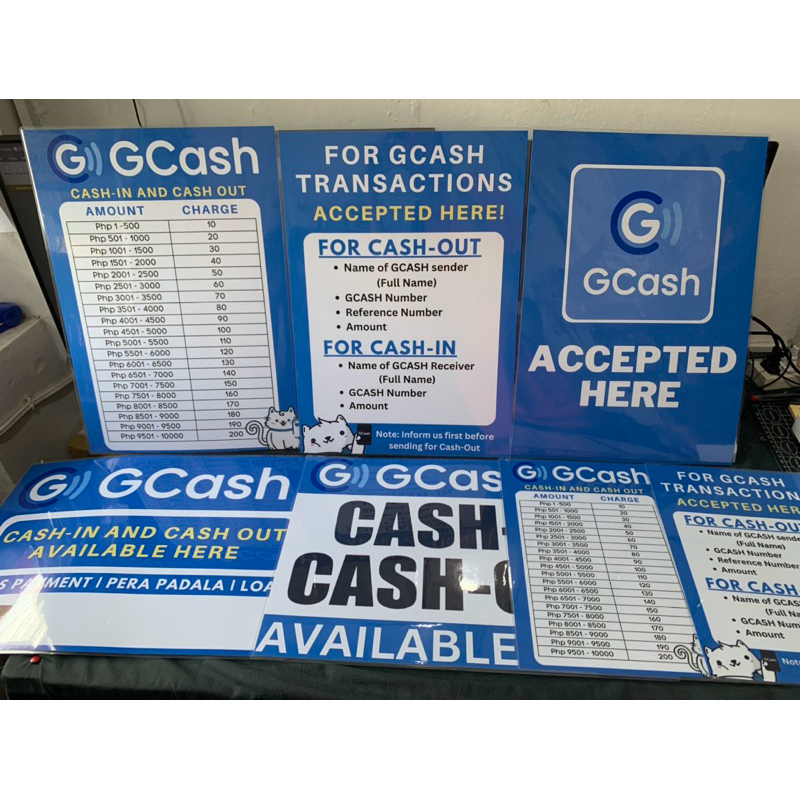 GCash
CASH-IN AND CASH OUT
AMOUNT CHARGE
Php 1 -500 10
Php 501 - 1000 20
Php 1001 - 1500 30
Php 1501 - 2000 40
Php 2001 - 2500 50
Php 2501 - 3000 60
Php 3001 - 3500 70
Php 3501 - 4000 80
Php 4001 - 4500 90
Php 4501 - 5000 100
Php 5001 - 5500 110
Php 5501 - 6000 120
Php 6001 - 6500 130
Php 6501 - 7000 140
Php 7001 - 7500 150
Php 7501 - 8000 160
Php 8001 - 8500 170
Php 8501 - 9000 180
Php 9001 - 9500 190
Php 9501 - 10000 200
FOR GCASH
TRANSACTIONS
ACCEPTED HERE!
FOR CASH-OUT
• Name of GCASH sender
(Full Name)
• GCASH Number
• Reference Number
• Amount
FOR CASH-IN
• Name of GCASH Receiver
(Full Name)
• GCASH Number
• Amount
Note: Inform us first before
sending for Cash-Out
GCash
ACCEPTED
HERE
GCash
CASH-IN AND CASH OUT
AVAILABLE HERE
S PAYMENT I PERA PADALA I LOA
GCas
CASH-
CASH-
AVAILABLE
GCash
CASH-IN AND CASH OUT
AMOUNT CHARGE
Php 1 -500 10
Php 501 - 1000 20
Php 1001 - 1500 30
Php 1501 - 2000 40
Php 2001 - 2500 50
Php 2501 - 3000 60
Php 3001 - 3500 70
Php 3501 - 4000 80
Php 4001 - 4500 90
Php 4501 - 5000 100
Php 5001 - 5500 110
Php 5501 - 6000 120
Php 6001 - 6500 130
Php 6501 - 7000 140
Php 7001 - 7500 150
Php 7501 - 8000 160
Php 8001 - 8500 170
Php 8501 - 9000 180
Php 9001 - 9500 190
Php 9501 - 10000 200
FOR GCASH
TRANSACTION
ACCEPTED HER
FOR CASH-OU
• Name of GCASH send
(Full Name)
• GCASH Number
• Reference Number
• Amount
FOR CASH
• Name of GCAS
(Full Na
• GCASH Numb
• Amount
Not